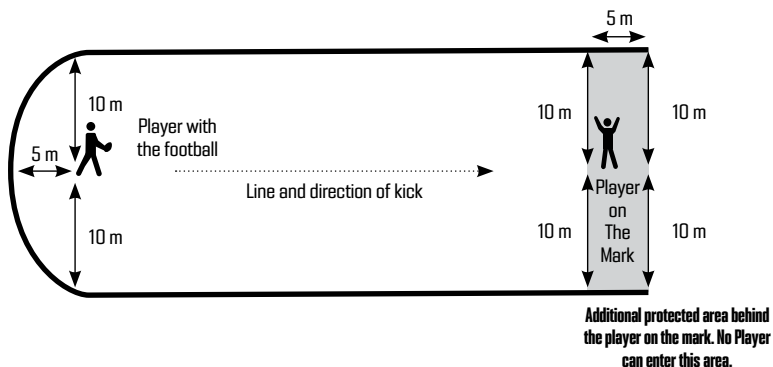 5 m
10 m
Player with
the football
10 m
10 m
5 m
Line and direction of kick
Player
on
The
Mark
10 m
10 m
10 m
Additional protected area behind
the player on the mark. No Player
can enter this area.